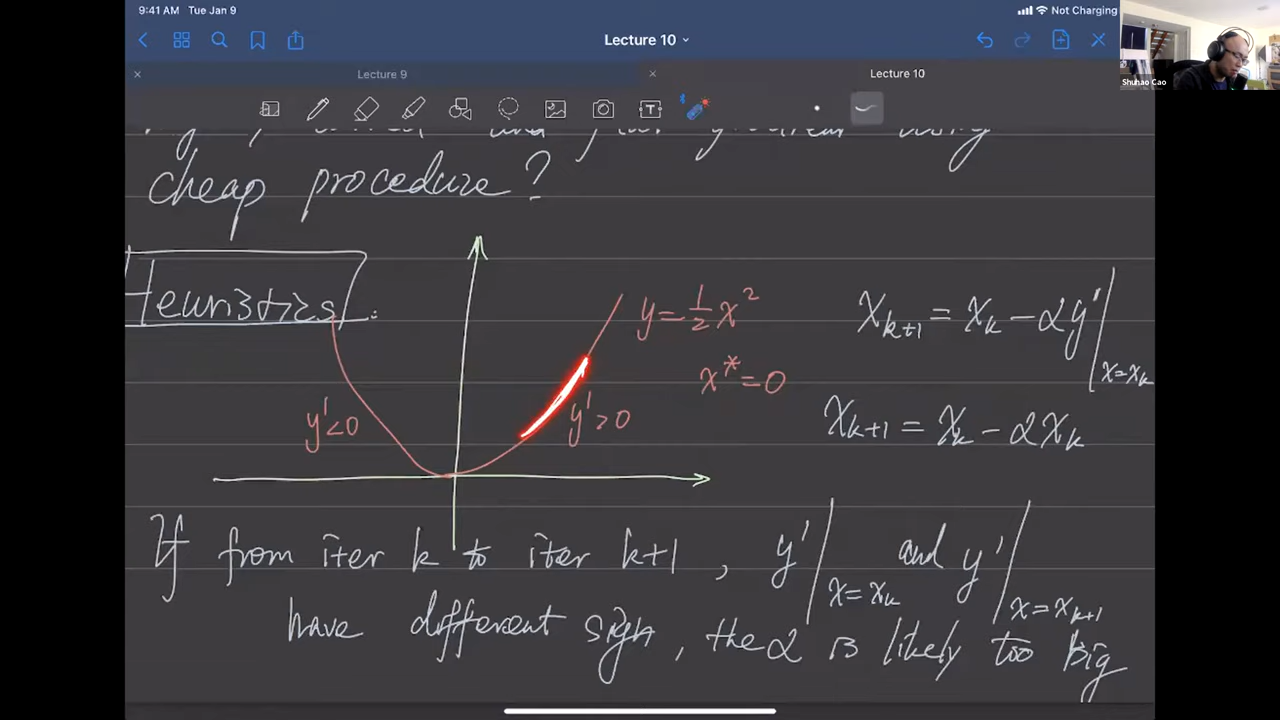 9:41 AM Tue Jan 9
Not Charging
Lecture 10
Shuhao Cao
Lecture 9
Lecture 10
T
and using
cheap procedure?
Heuristics.
y = 1/2 x^2
x* = 0
y' < 0
y' > 0
x_{k+1} = x_k - αy' |_{x=x_k}
x_{k+1} = x_k - αx_k
If from iter k to iter k+1, y' |_{x=x_k} and y' |_{x=x_{k+1}}
have different sign, the α is likely too big